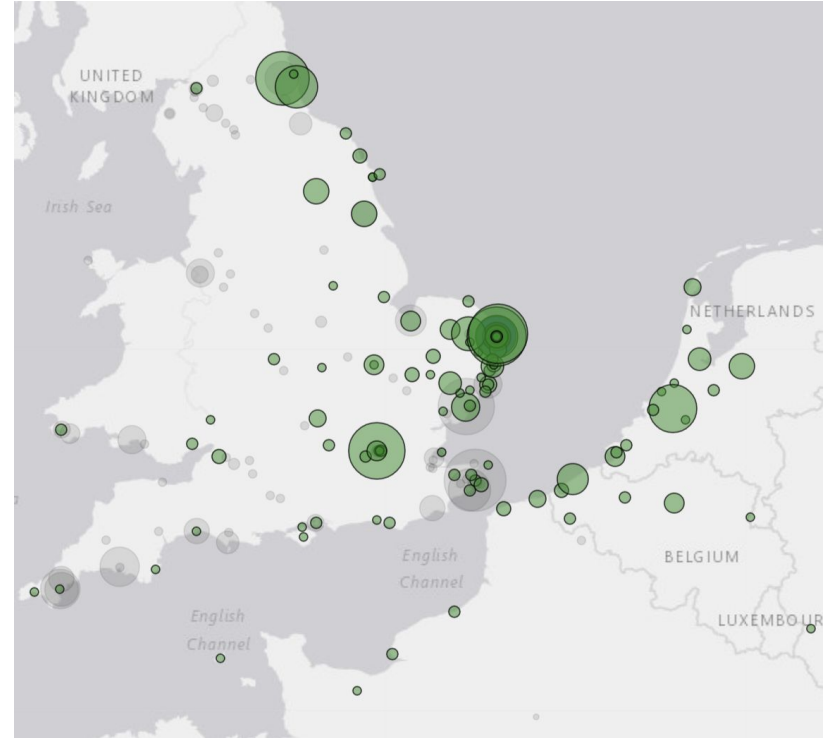 UNITED
KINGDOM
Irish Sea
NETHERLANDS
English
Channel
BELGIUM
English
Channel
LUXEMBOUR